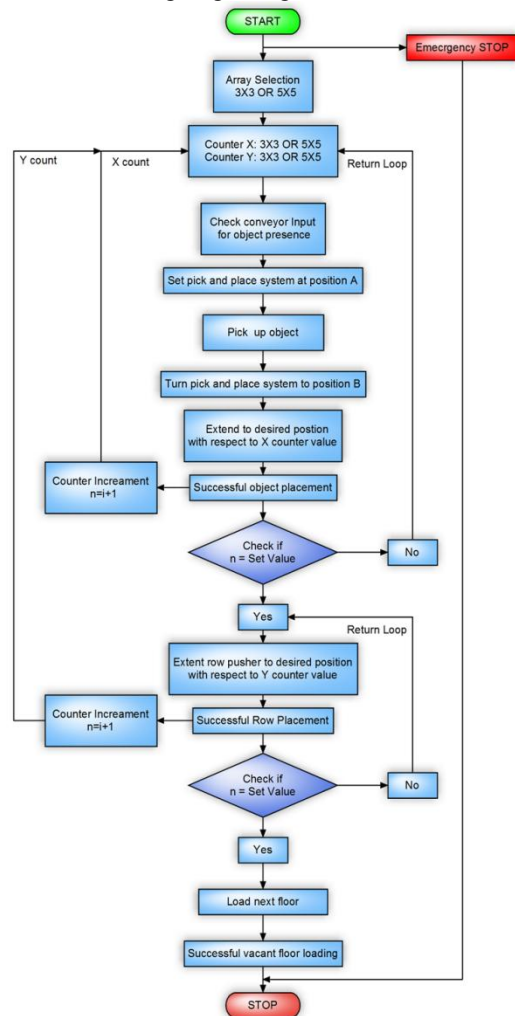 START
Emecrgency STOP
Array Selection
3X3 OR 5X5
Y count
X count
Counter X: 3X3 OR 5X5
Counter Y: 3X3 OR 5X5
Return Loop
Check conveyor Input
for object presence
Set pick and place system at position A
Pick up object
Turn pick and place system to position B
Extend to desired postion
with respect to X counter value
Counter Increament
n=i+1
Successful object placement
Check if
n = Set Value
No
Yes
Return Loop
Extent row pusher to desired position
with respect to Y counter value
Counter Increament
n=i+1
Successful Row Placement
Check if
n = Set Value
No
Yes
Load next floor
Successful vacant floor loading
STOP